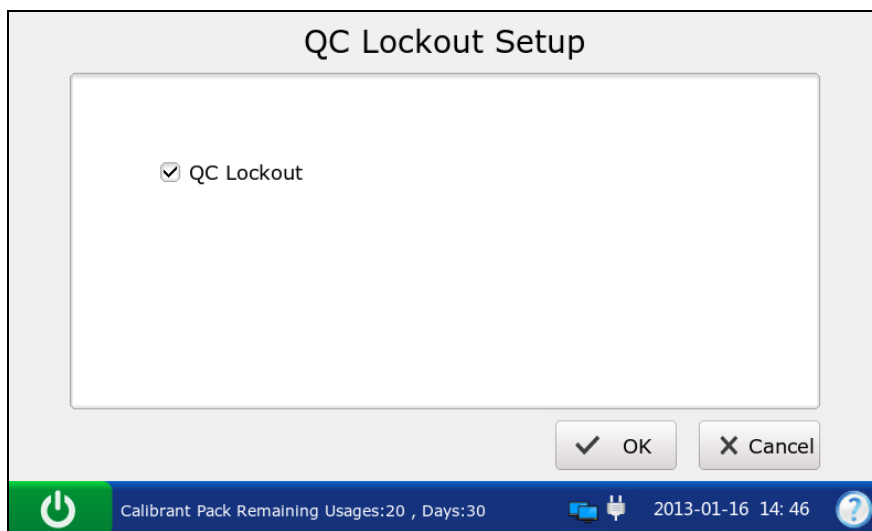 QC Lockout Setup
QC Lockout
OK
Cancel
Calibrant Pack Remaining Usages:20 , Days:30
2013-01-16 14: 46
?